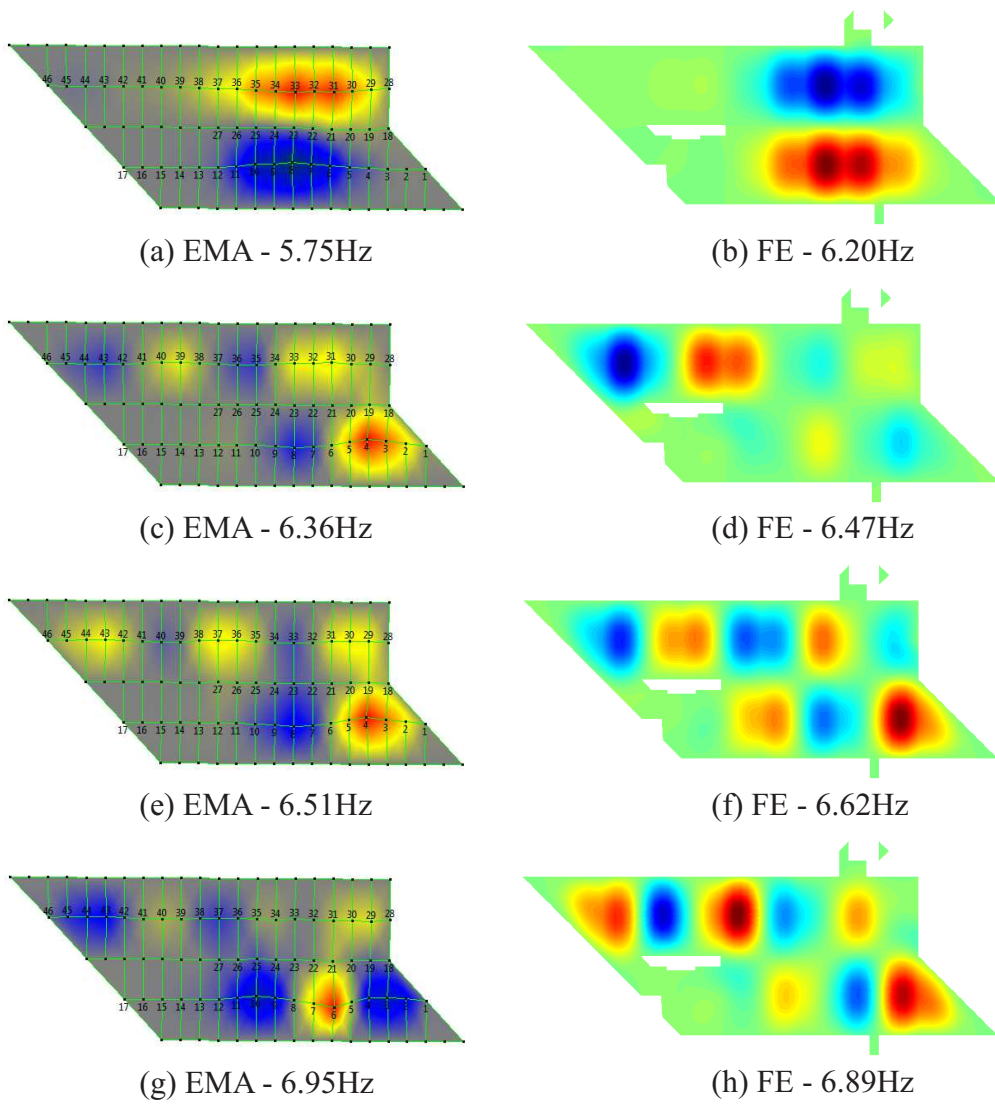 46 45 44 43 42 41 40 39 38 37 36 35 34 33 32 31 30 29 28
27 26 25 24 23 22 21 20 19 18
17 16 15 14 13 12 11 5 4 3 2 1
(a) EMA - 5.75Hz
(b) FE - 6.20Hz
46 45 44 43 42 41 40 39 38 37 36 35 34 33 32 31 30 29 28
27 26 25 24 23 22 21 20 19 18
17 16 15 14 13 12 11 10 9 8 7 6 5 4 3 2 1
(c) EMA - 6.36Hz
(d) FE - 6.47Hz
46 45 44 43 42 41 40 39 38 37 36 35 34 33 32 31 30 29 28
27 26 25 24 23 22 21 20 19 18
17 16 15 14 13 12 11 10 9 8 7 6 5 4 3 2 1
(e) EMA - 6.51Hz
(f) FE - 6.62Hz
46 45 44 43 42 41 40 39 38 37 36 35 34 33 32 31 30 29 28
27 26 25 24 23 22 21 20 19 18
17 16 15 14 13 12 11 8 7 6 5 1
(g) EMA - 6.95Hz
(h) FE - 6.89Hz